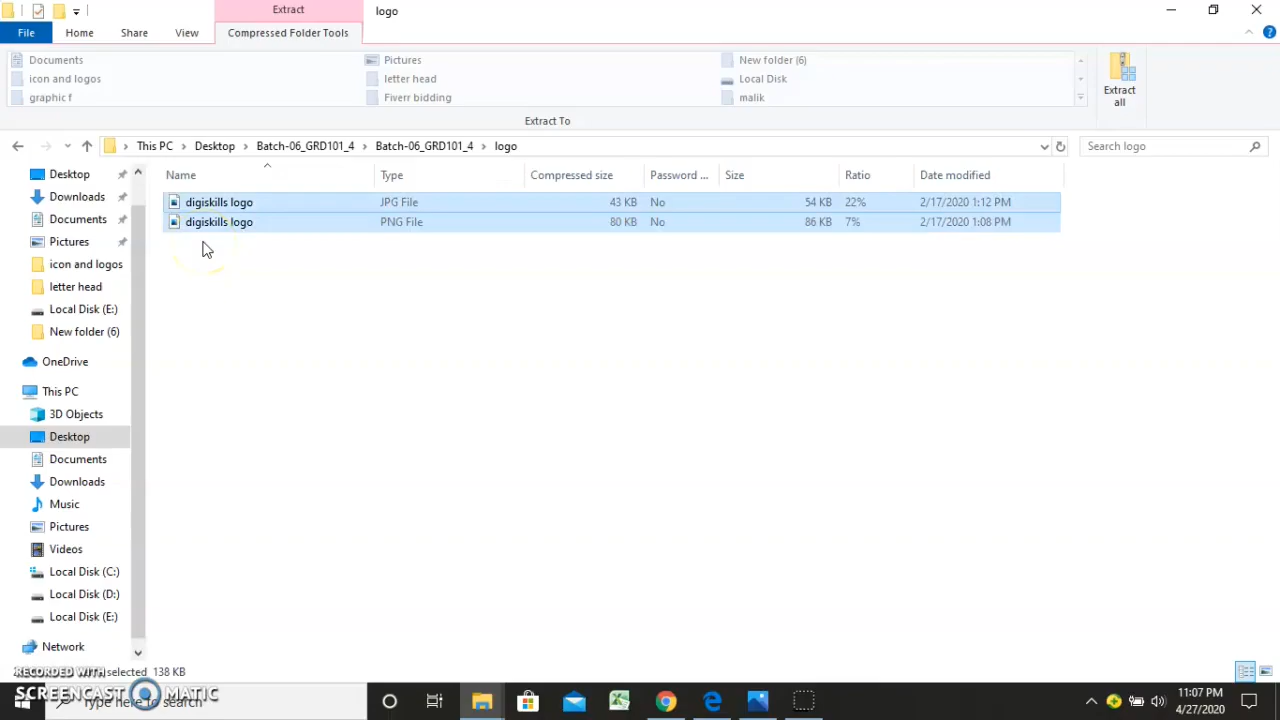 Extract
logo
File
Home
Share
View
Compressed Folder Tools
Documents
Pictures
New folder (6)
icon and logos
letter head
Local Disk
graphic f
Fiverr bidding
malik
Extract all
Extract To
This PC
Desktop
Batch-06_GRD101_4
Batch-06_GRD101_4
logo
Search logo
Name
Type
Compressed size
Password ...
Size
Ratio
Date modified
digiskills logo JPG File 43 KB No 54 KB 22% 2/17/2020 1:12 PM
digiskills logo PNG File 80 KB No 86 KB 7% 2/17/2020 1:08 PM
Desktop
Downloads
Documents
Pictures
icon and logos
letter head
Local Disk (E:)
New folder (6)
OneDrive
This PC
3D Objects
Desktop
Documents
Downloads
Music
Pictures
Videos
Local Disk (C:)
Local Disk (D:)
Local Disk (E:)
Network
selected 138 KB
RECORDED WITH
SCREENCAST MATIC
Type here to search
11:07 PM
4/27/2020